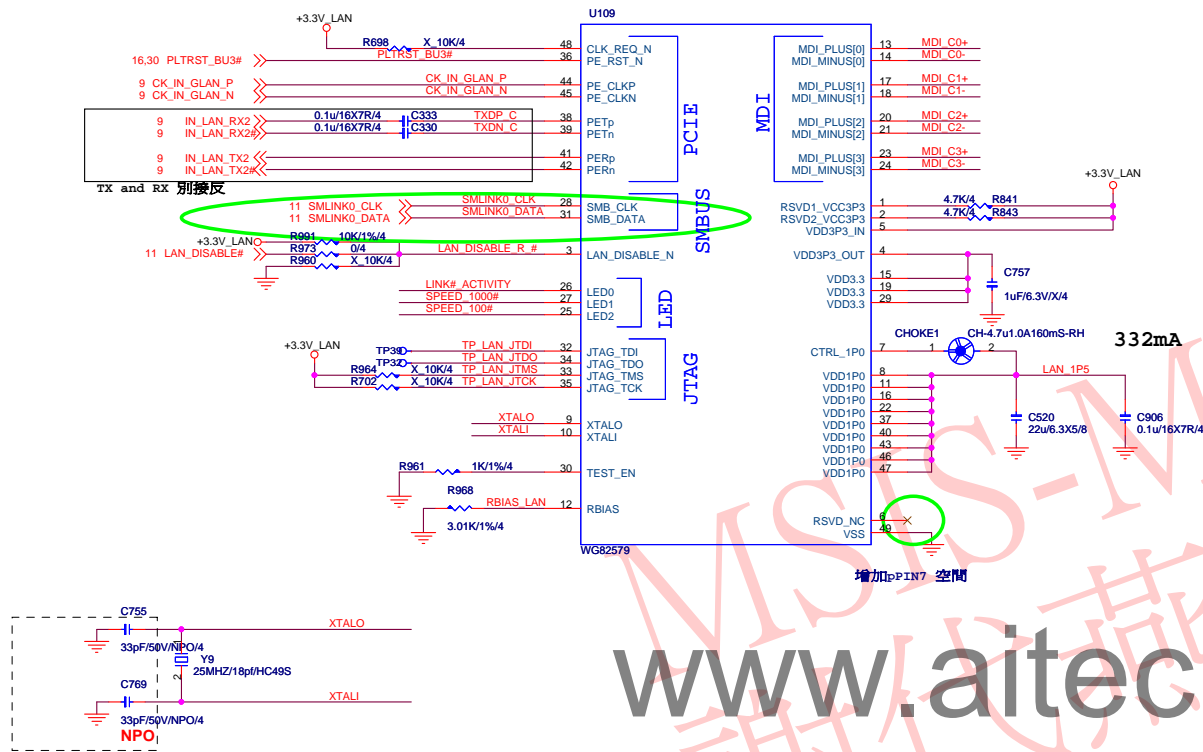 U109
+3.3V_LAN
R698 X_10K/4
PLTRST_BU3#
16,30 PLTRST_BU3#
48 CLK_REQ_N
36 PE_RST_N
9 CK_IN_GLAN_P CK_IN_GLAN_P 44 PE_CLKP
9 CK_IN_GLAN_N CK_IN_GLAN_N 45 PE_CLKN
9 IN_LAN_RX2 0.1u/16X7R/4 C333 TXDP_C 38 PETp
9 IN_LAN_RX2# 0.1u/16X7R/4 C330 TXDN_C 39 PETn
9 IN_LAN_TX2 41 PERp
9 IN_LAN_TX2# 42 PERn
TX and RX 別接反
PCIE
11 SMLINK0_CLK SMLINK0_CLK 28 SMB_CLK
11 SMLINK0_DATA SMLINK0_DATA 31 SMB_DATA
SMBUS
+3.3V_LAN R991 10K/1%/4
11 LAN_DISABLE# R973 0/4 LAN_DISABLE_R_# 3 LAN_DISABLE_N
R960 X_10K/4
LINK#_ACTIVITY 26 LED0
SPEED_1000# 27 LED1
SPEED_100# 25 LED2
LED
+3.3V_LAN
TP39 TP_LAN_JTDI 32 JTAG_TDI
TP32 TP_LAN_JTDO 34 JTAG_TDO
R964 X_10K/4 TP_LAN_JTMS 33 JTAG_TMS
R702 X_10K/4 TP_LAN_JTCK 35 JTAG_TCK
JTAG
XTALO 9 XTALO
XTALI 10 XTALI
R961 1K/1%/4 30 TEST_EN
R968 RBIAS_LAN 12 RBIAS
3.01K/1%/4
WG82579
MDI
MDI_PLUS[0] 13 MDI_C0+
MDI_MINUS[0] 14 MDI_C0-
MDI_PLUS[1] 17 MDI_C1+
MDI_MINUS[1] 18 MDI_C1-
MDI_PLUS[2] 20 MDI_C2+
MDI_MINUS[2] 21 MDI_C2-
MDI_PLUS[3] 23 MDI_C3+
MDI_MINUS[3] 24 MDI_C3-
+3.3V_LAN
RSVD1_VCC3P3 1 4.7K/4 R841
RSVD2_VCC3P3 2 4.7K/4 R843
VDD3P3_IN 5
VDD3P3_OUT 4
VDD3.3 15
VDD3.3 19
VDD3.3 29
C757
1uF/6.3V/X/4
CHOKE1 CH-4.7u1.0A160mS-RH
332mA
CTRL_1P0 7 1 2
VDD1P0 8 LAN_1P5
VDD1P0 11
VDD1P0 16
VDD1P0 22
VDD1P0 37
VDD1P0 40
VDD1P0 43
VDD1P0 46
VDD1P0 47
C520
22u/6.3X5/8
C906
0.1u/16X7R/4
RSVD_NC 6
VSS 49
增加pPIN7 空間
C755
33pF/50V/NPO/4
XTALO
1
Y9
25MHZ/18pf/HC49S
2
C769
33pF/50V/NPO/4
XTALI
NPO
MSIS-M
謝代燕
www.aitec